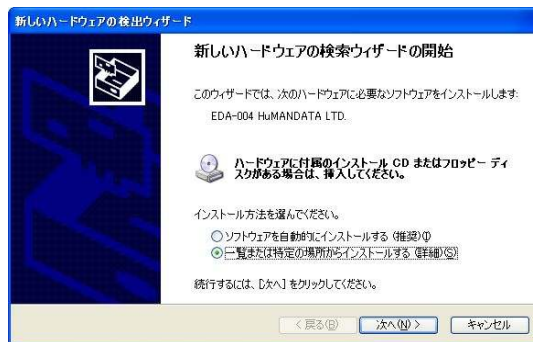 新しいハードウェアの検出ウィザード
新しいハードウェアの検索ウィザードの開始
このウィザードでは、次のハードウェアに必要なソフトウェアをインストールします:
EDA-004 HuMANDATA LTD.
ハードウェアに付属のインストール CD またはフロッピー ディ
スクがある場合は、挿入してください。
インストール方法を選んでください。
ソフトウェアを自動的にインストールする (推奨)(I)
一覧または特定の場所からインストールする (詳細)(S)
続行するには、[次へ] をクリックしてください。
< 戻る(B) 次へ(N) > キャンセル